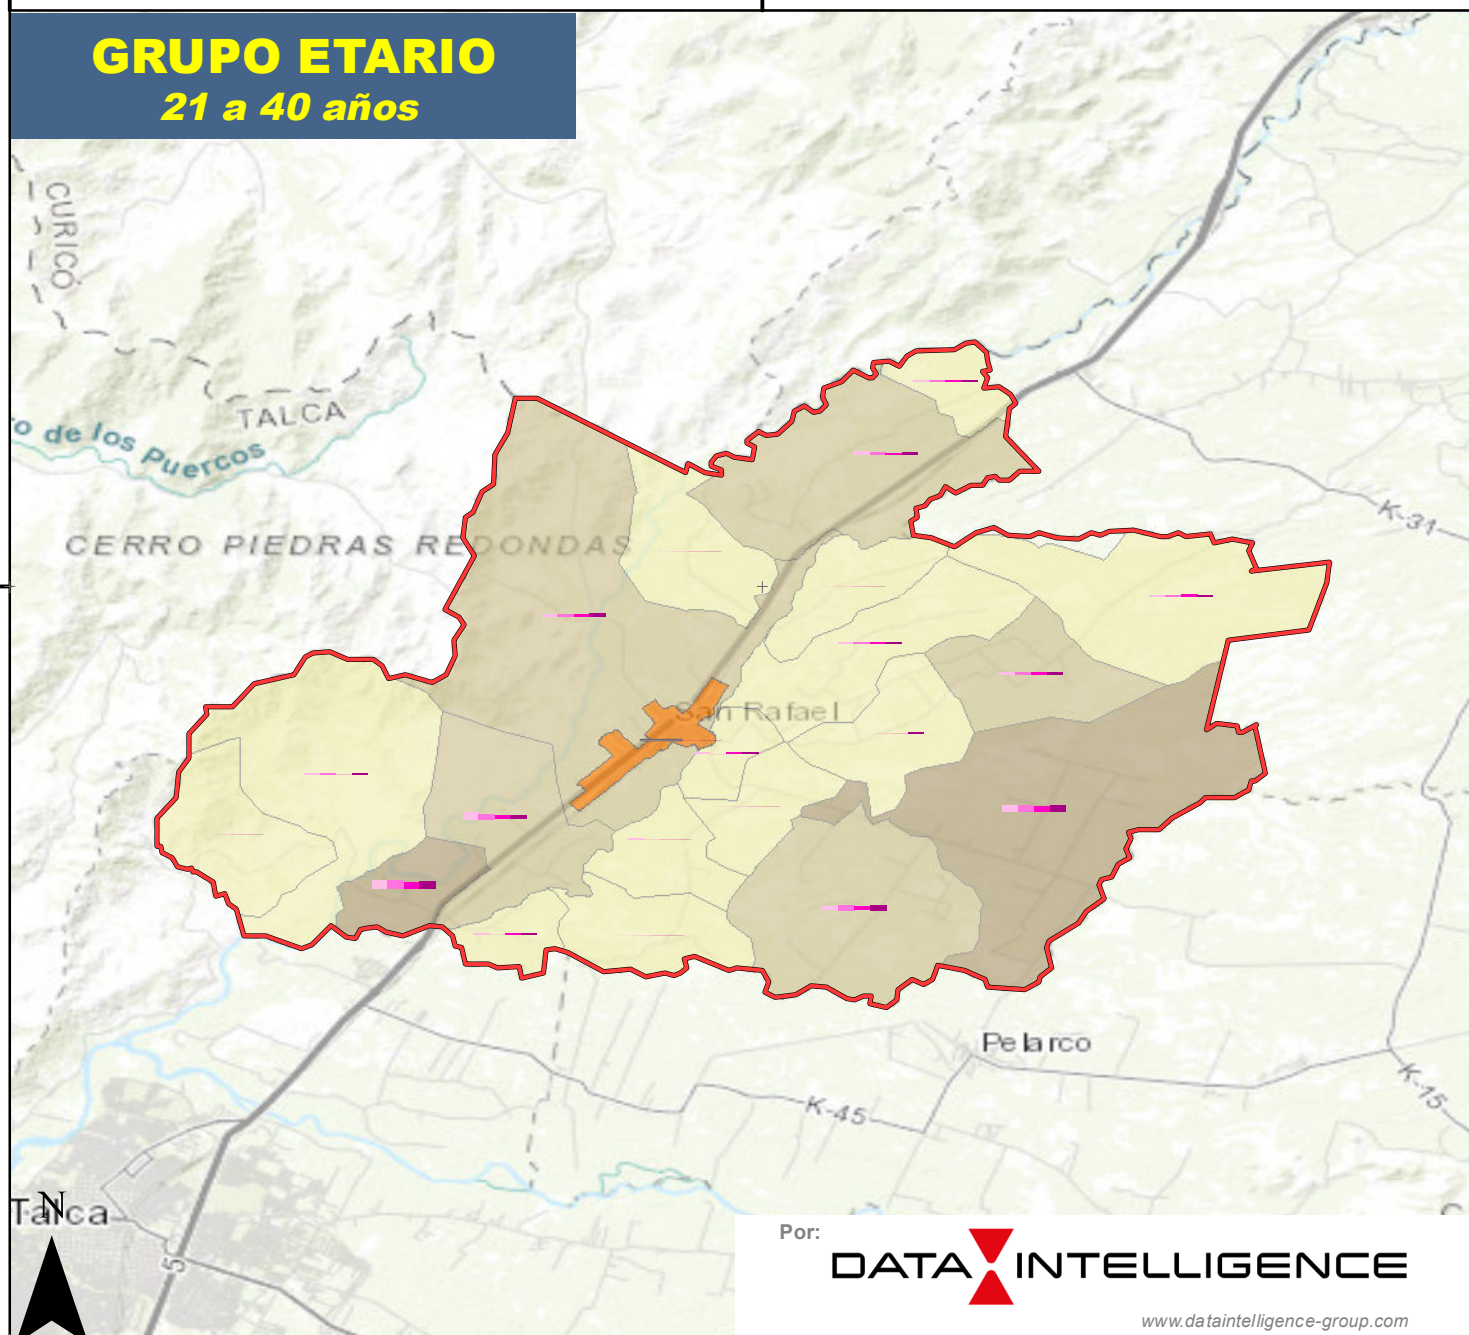 GRUPO ETARIO
21 a 40 años
CURICÓ
TALCA
o de los Puercos
CERRO PIEDRAS REDONDAS
K-31
San Rafael
Pelarco
K-15
K-45
N
Talca
5
Por:
DATA INTELLIGENCE
www.dataintelligence-group.com